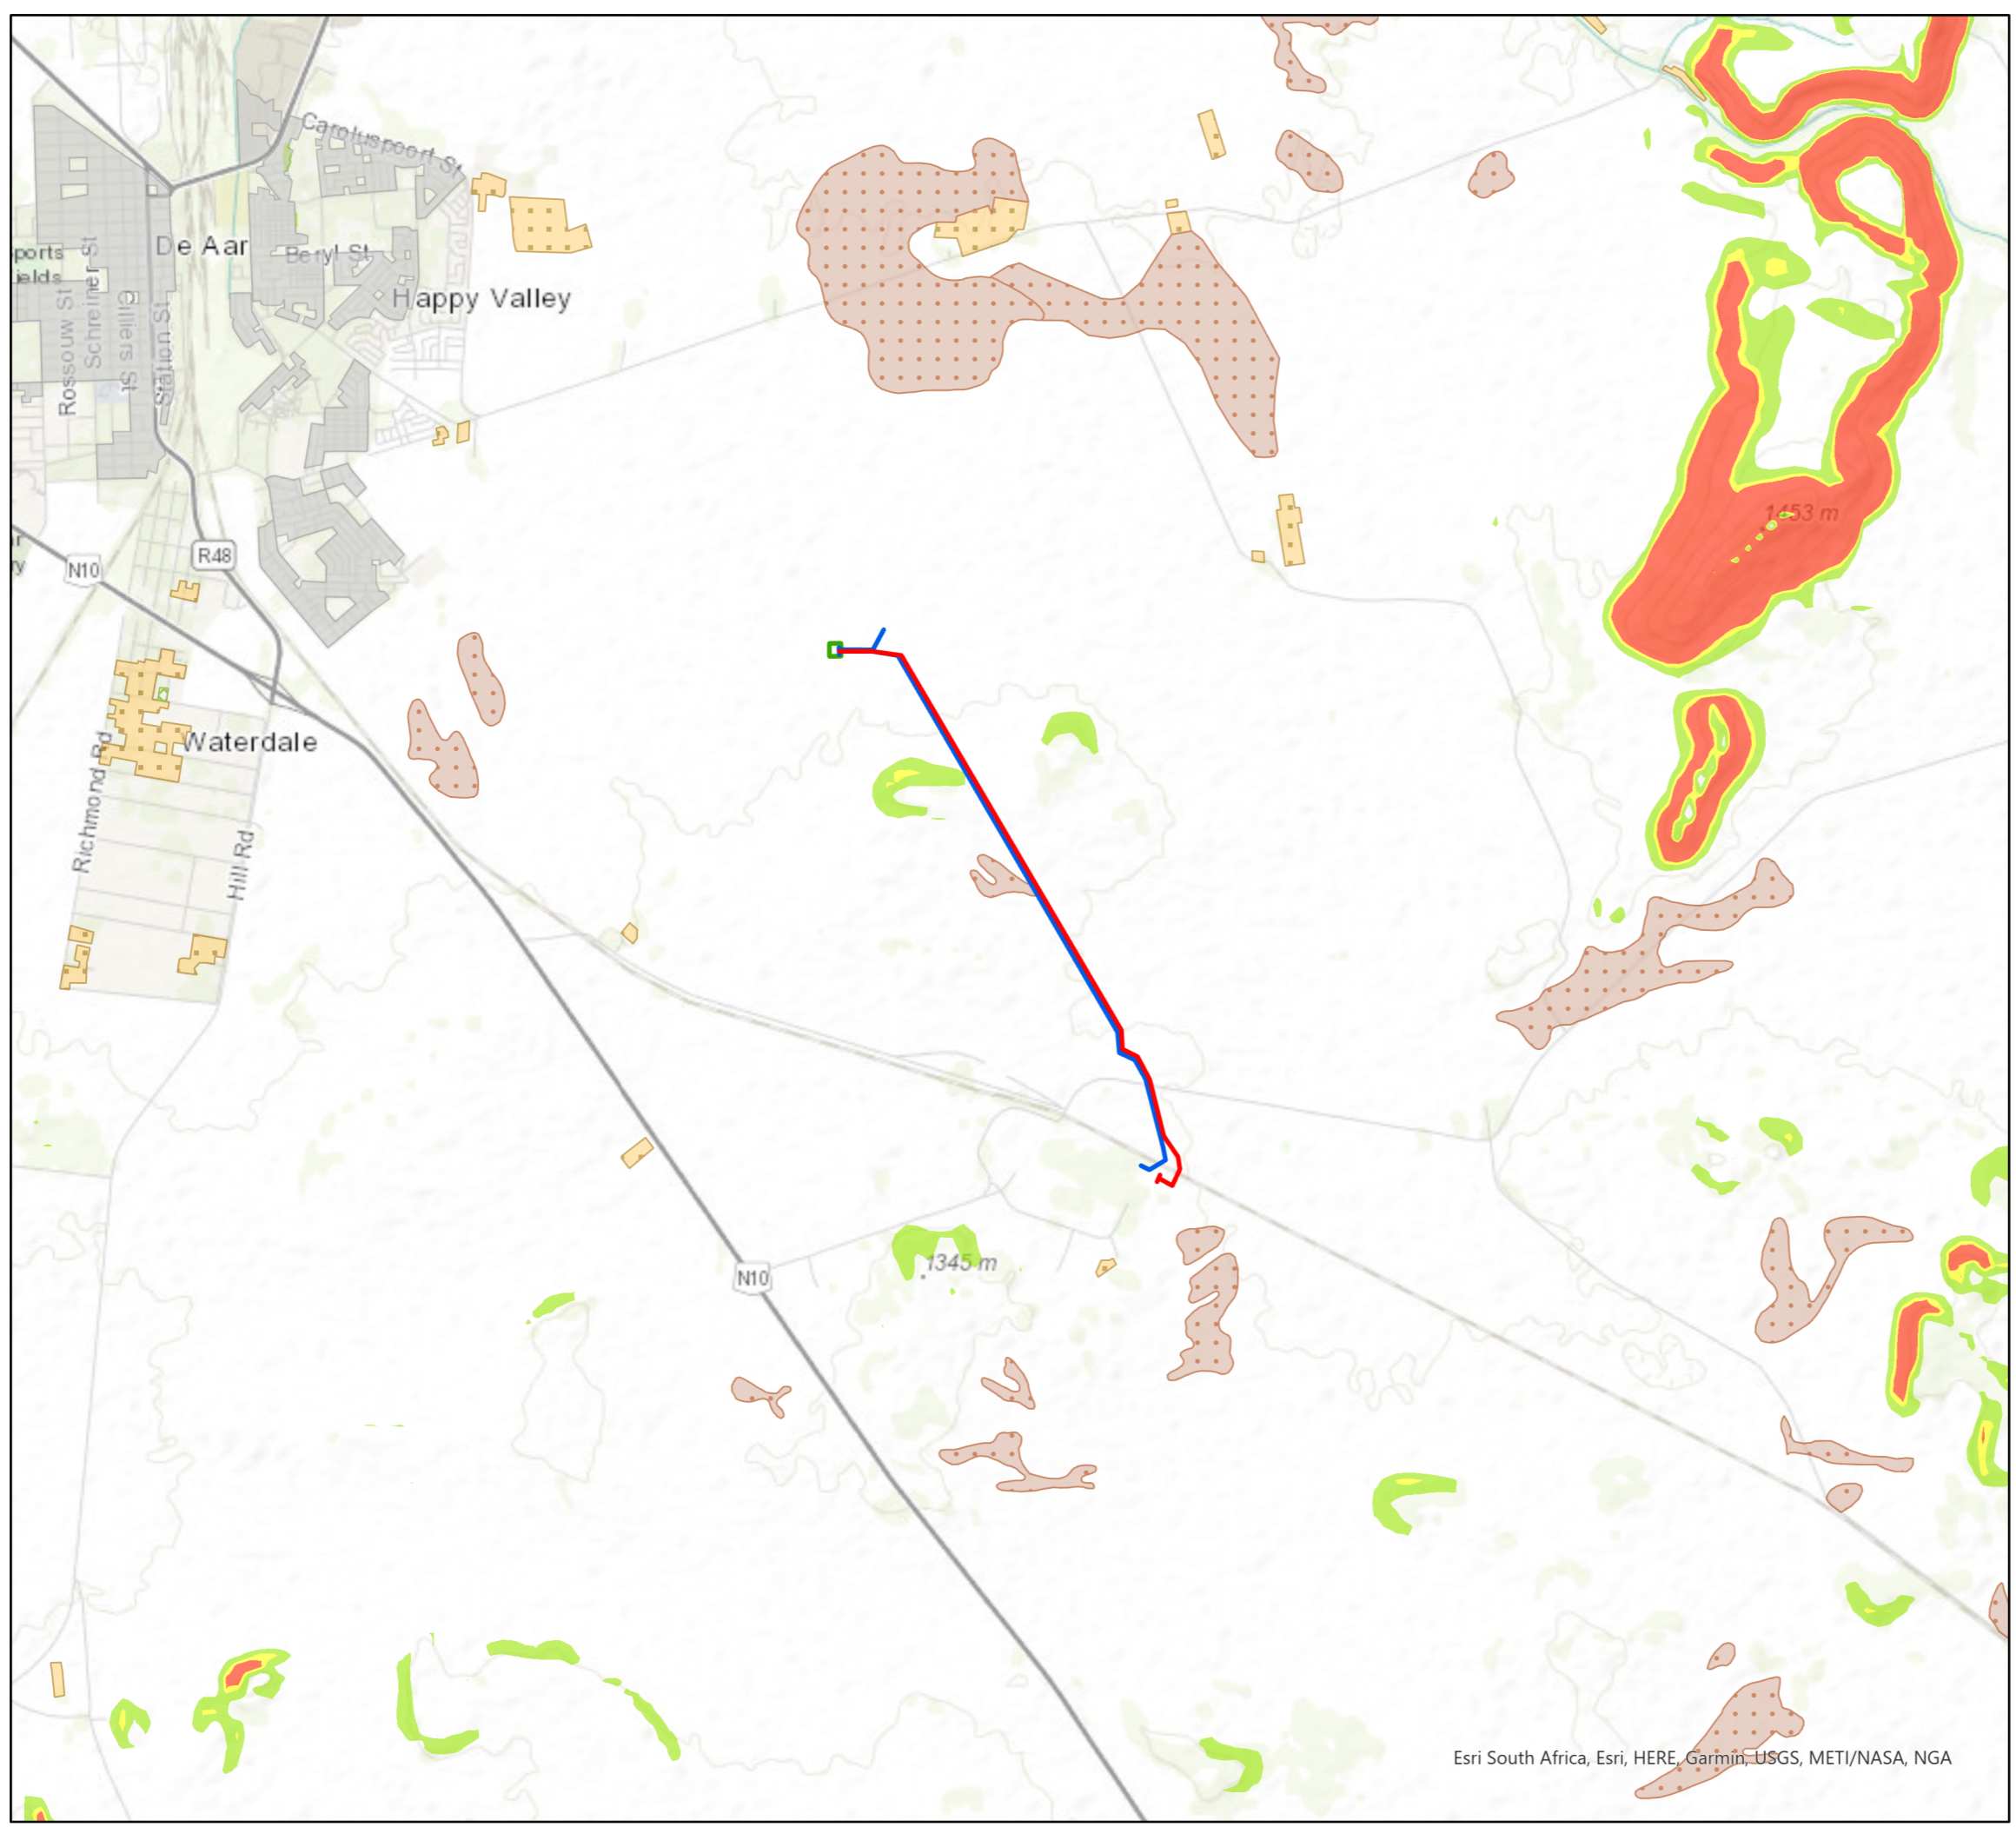 Caroluspoort St
De Aar
Beryl St
ports
ields
Happy Valley
Rossouw St
Schreiner St
Cilliers St
Station St
1453 m
R48
N10
Waterdale
Richmond Rd
Hill Rd
1345 m
N10
Esri South Africa, Esri, HERE, Garmin, USGS, METI/NASA, NGA